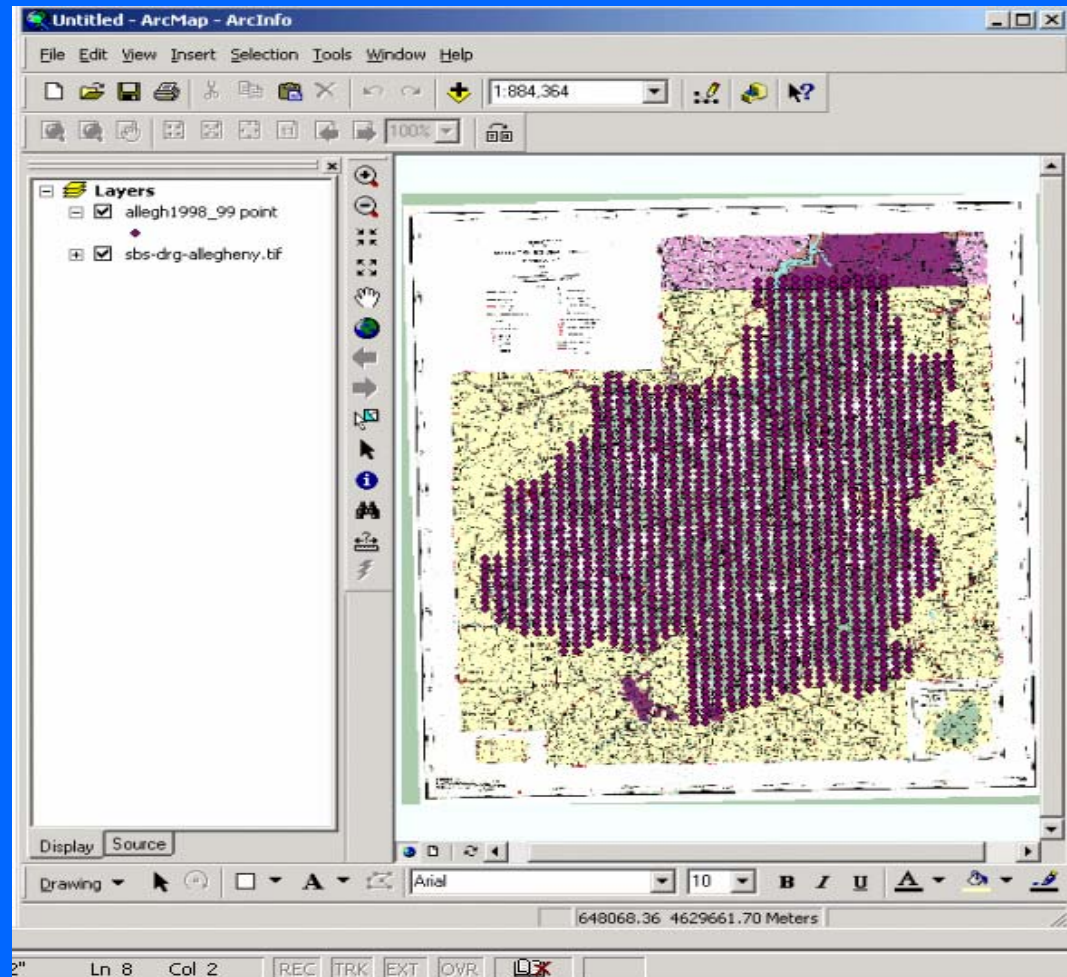 Untitled - ArcMap - ArcInfo
File Edit View Insert Selection Tools Window Help
1:884,364
100%
Layers
allegh1998_99 point
sbs-drg-allegheny.tif
Display Source
Drawing A Arial 10 B I U A
648068.36 4629661.70 Meters
2" Ln 8 Col 2 REC TRK EXT OVR